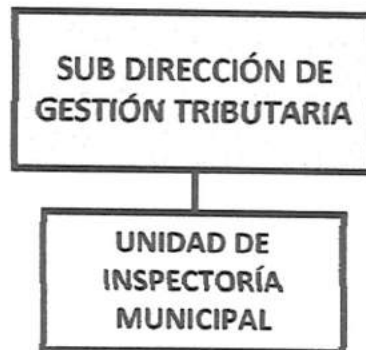 SUB DIRECCIÓN DE
GESTIÓN TRIBUTARIA
UNIDAD DE
INSPECTORÍA
MUNICIPAL